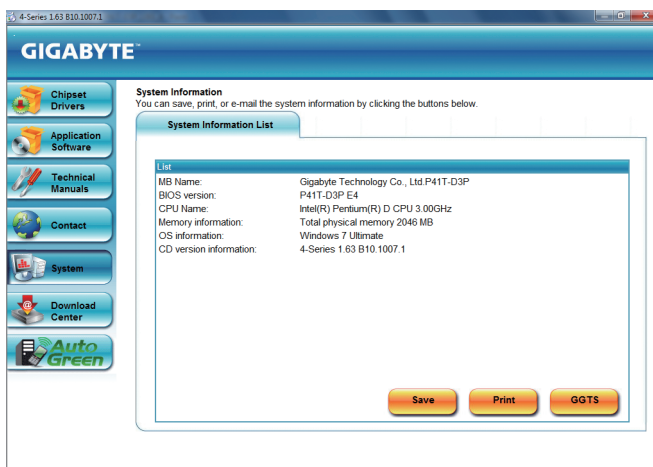 4-Series 1.63 B10.1007.1
GIGABYTE™
Chipset
Drivers
Application
Software
Technical
Manuals
Contact
System
Download
Center
Auto
Green
System Information
You can save, print, or e-mail the system information by clicking the buttons below.
System Information List
List
MB Name: Gigabyte Technology Co., Ltd.P41T-D3P
BIOS version: P41T-D3P E4
CPU Name: Intel(R) Pentium(R) D CPU 3.00GHz
Memory information: Total physical memory 2046 MB
OS information: Windows 7 Ultimate
CD version information: 4-Series 1.63 B10.1007.1
Save Print GGTS